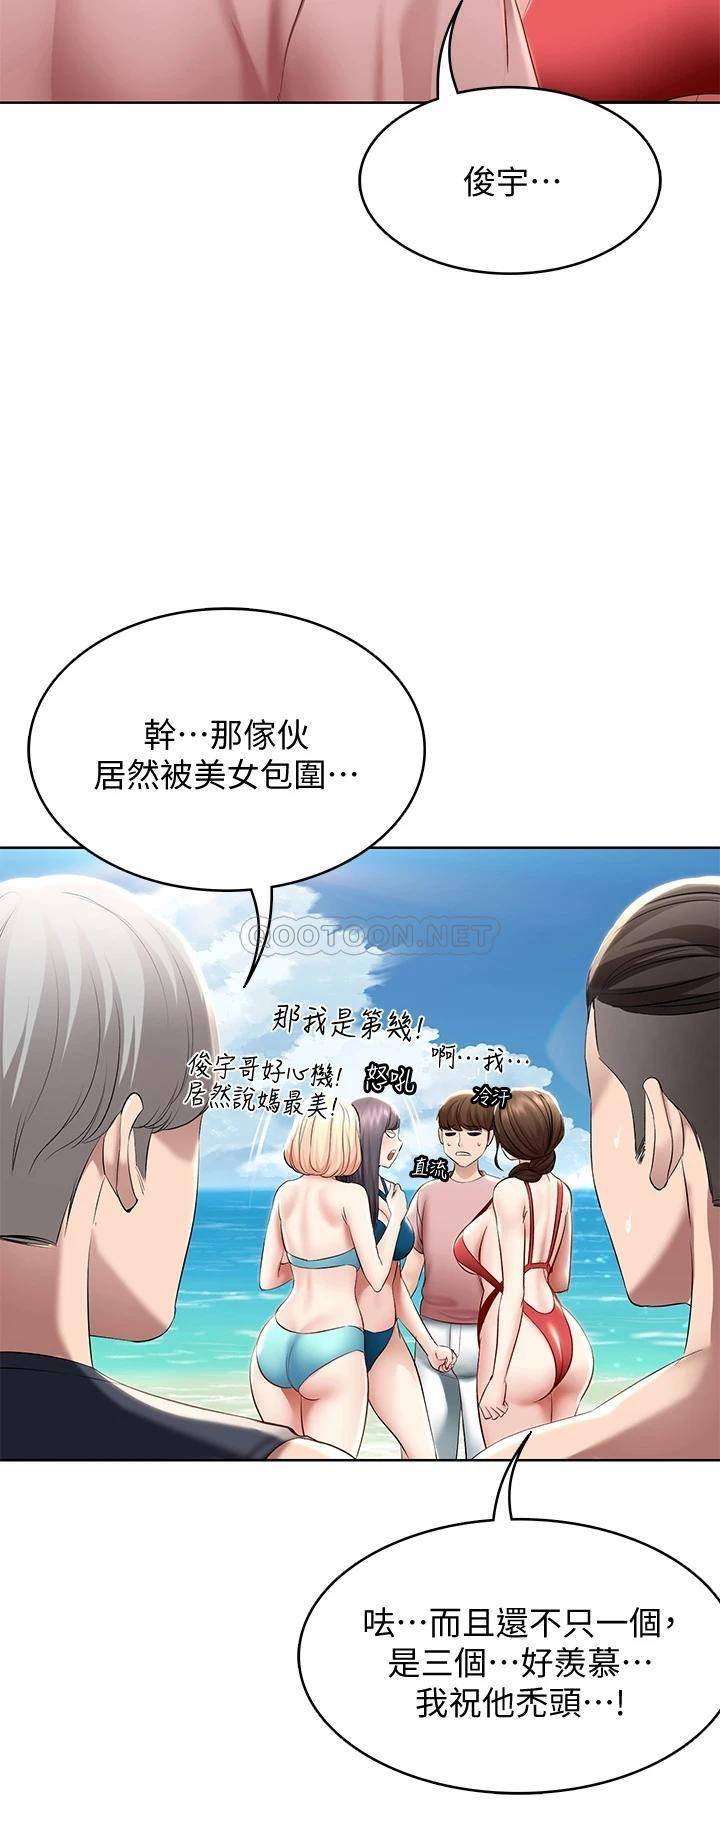 俊宇⋯
幹⋯那傢伙
居然被美女包圍⋯
QOOTOON.NET
那我是第幾!
俊宇哥好心機!
居然說媽最美!
怒吼
啊⋯我⋯
冷汗
直流
呿⋯而且還不只一個，
是三個⋯好羨慕⋯
我祝他禿頭⋯!